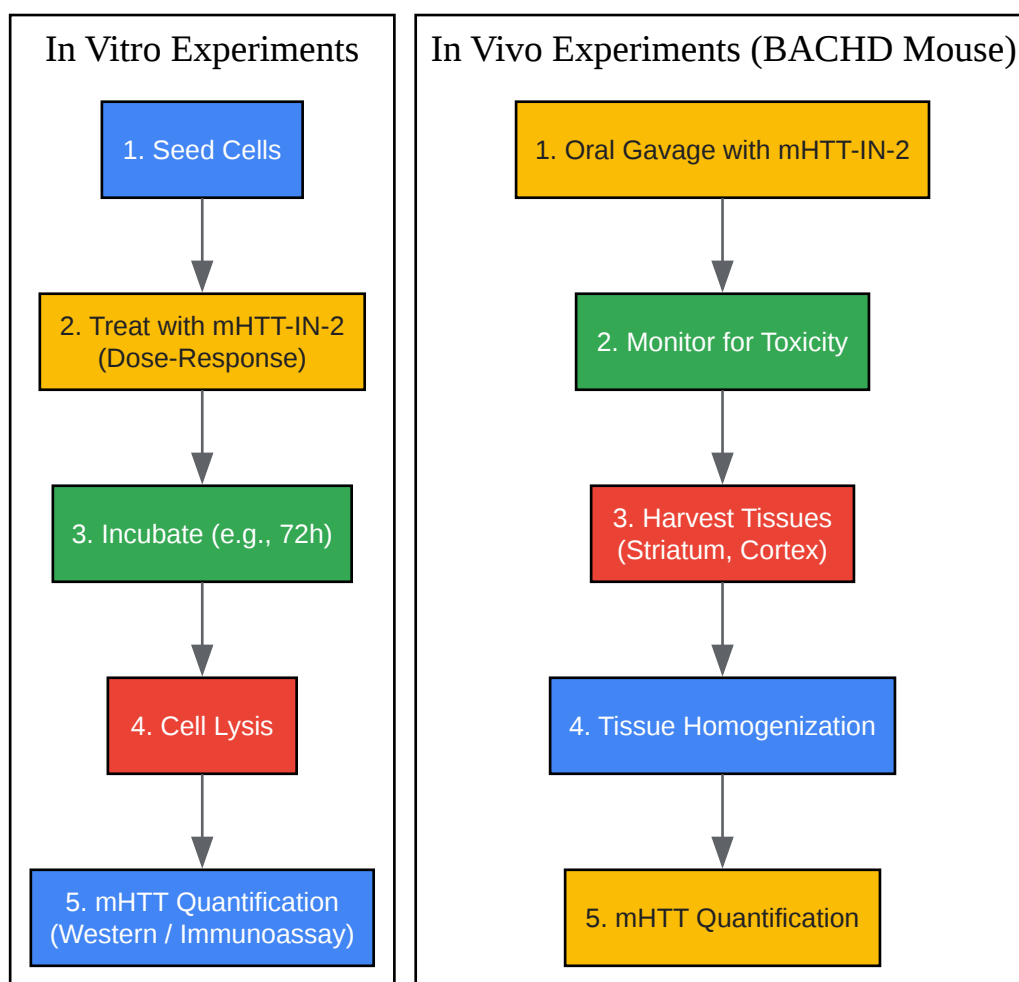 In Vitro Experiments
1. Seed Cells
2. Treat with mHTT-IN-2
(Dose-Response)
3. Incubate (e.g., 72h)
4. Cell Lysis
5. mHTT Quantification
(Western / Immunoassay)
In Vivo Experiments (BACHD Mouse)
1. Oral Gavage with mHTT-IN-2
2. Monitor for Toxicity
3. Harvest Tissues
(Striatum, Cortex)
4. Tissue Homogenization
5. mHTT Quantification